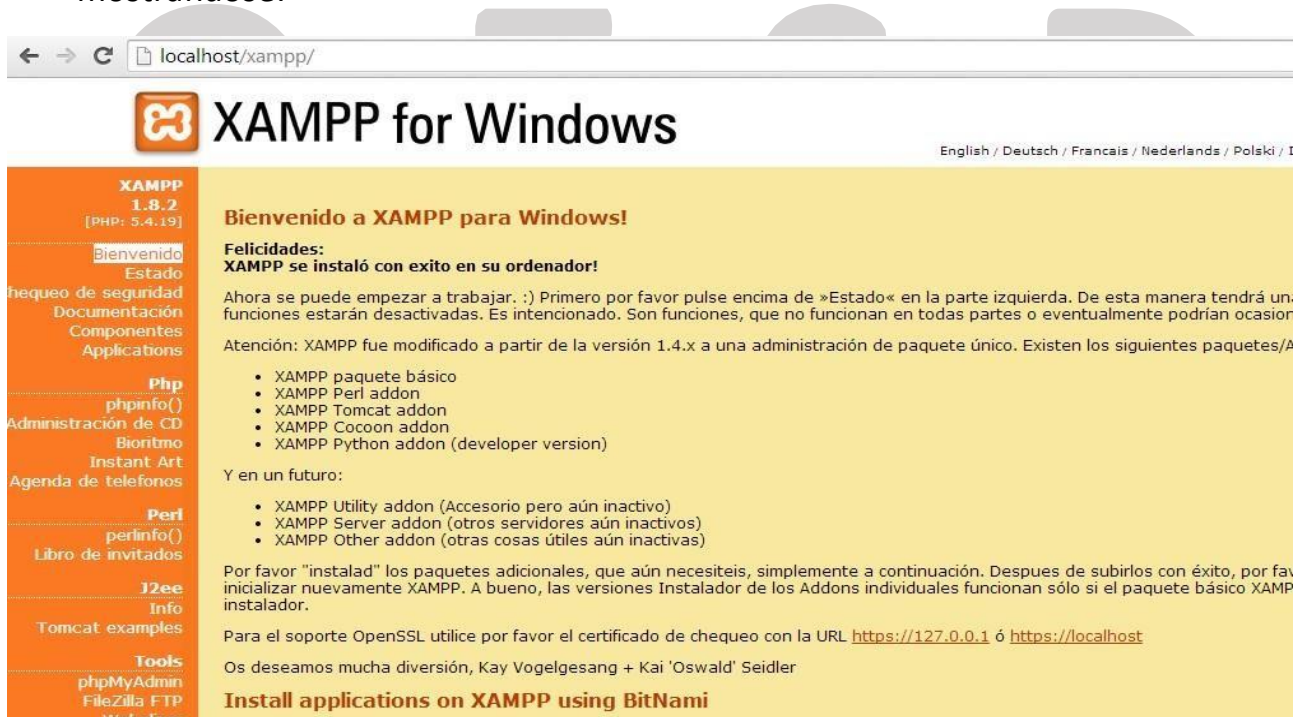 localhost/xampp/
XAMPP for Windows
English / Deutsch / Francais / Nederlands / Polski /
XAMPP
1.8.2
[PHP: 5.4.19]
Bienvenido
Estado
hequeo de seguridad
Documentación
Componentes
Applications
Php
phpinfo()
Administración de CD
Bioritmo
Instant Art
Agenda de telefonos
Perl
perlinfo()
Libro de invitados
J2ee
Info
Tomcat examples
Tools
phpMyAdmin
FileZilla FTP
Bienvenido a XAMPP para Windows!
Felicidades:
XAMPP se instaló con exito en su ordenador!
Ahora se puede empezar a trabajar. :) Primero por favor pulse encima de »Estado« en la parte izquierda. De esta manera tendrá una
funciones estarán desactivadas. Es intencionado. Son funciones, que no funcionan en todas partes o eventualmente podrían ocasion
Atención: XAMPP fue modificado a partir de la versión 1.4.x a una administración de paquete único. Existen los siguientes paquetes/A
• XAMPP paquete básico
• XAMPP Perl addon
• XAMPP Tomcat addon
• XAMPP Cocoon addon
• XAMPP Python addon (developer version)
Y en un futuro:
• XAMPP Utility addon (Accesorio pero aún inactivo)
• XAMPP Server addon (otros servidores aún inactivos)
• XAMPP Other addon (otras cosas útiles aún inactivas)
Por favor "instalad" los paquetes adicionales, que aún necesiteis, simplemente a continuación. Despues de subirlos con éxito, por fav
inicializar nuevamente XAMPP. A bueno, las versiones Instalador de los Addons individuales funcionan sólo si el paquete básico XAMP
instalador.
Para el soporte OpenSSL utilice por favor el certificado de chequeo con la URL https://127.0.0.1 ó https://localhost
Os deseamos mucha diversión, Kay Vogelgesang + Kai 'Oswald' Seidler
Install applications on XAMPP using BitNami